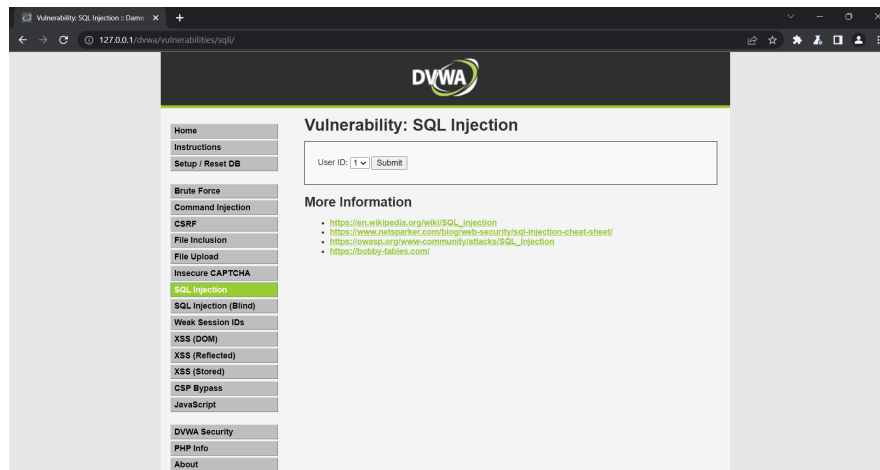 Vulnerability: SQL Injection :: Damn
127.0.0.1/dvwa/vulnerabilities/sqli/
DVWA
Home
Instructions
Setup / Reset DB
Brute Force
Command Injection
CSRF
File Inclusion
File Upload
Insecure CAPTCHA
SQL Injection
SQL Injection (Blind)
Weak Session IDs
XSS (DOM)
XSS (Reflected)
XSS (Stored)
CSP Bypass
JavaScript
DVWA Security
PHP Info
About
Vulnerability: SQL Injection
User ID: 1 Submit
More Information
https://en.wikipedia.org/wiki/SQL_injection
https://www.netsparker.com/blog/web-security/sql-injection-cheat-sheet/
https://owasp.org/www-community/attacks/SQL_Injection
https://bobby-tables.com/